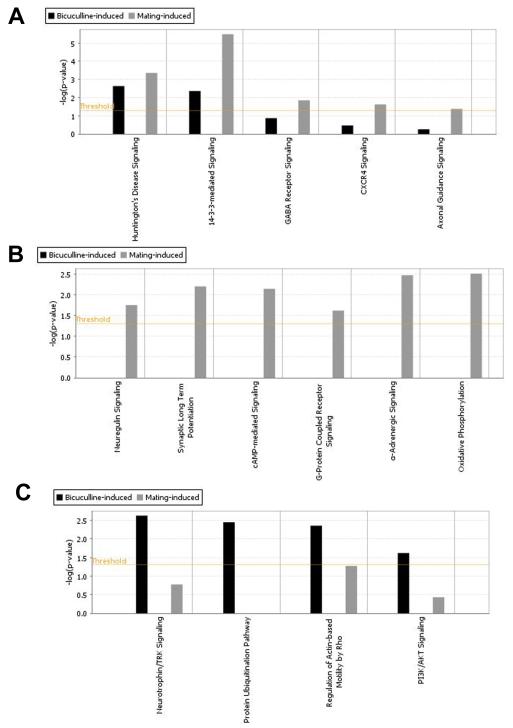 A
Bicuculline-induced Mating-induced
-log(p-value)
5
4
3
2
1
0
Threshold
Huntington's Disease Signaling
14-3-3-mediated Signaling
GABA Receptor Signaling
CXCR4 Signaling
Axonal Guidance Signaling
B
Bicuculline-induced Mating-induced
-log(p-value)
2.5
2.0
1.5
1.0
0.5
0.0
Threshold
Neuregulin Signaling
Synaptic Long Term
Potentiation
cAMP-mediated Signaling
G-Protein Coupled Receptor
Signaling
α-Adrenergic Signaling
Oxidative Phosphorylation
C
Bicuculline-induced Mating-induced
-log(p-value)
2.5
2.0
1.5
1.0
0.5
0.0
Threshold
Neurotrophin/TRK Signaling
Protein Ubiquitination Pathway
Regulation of Actin-based
Motility by Rho
PI3K/AKT Signaling